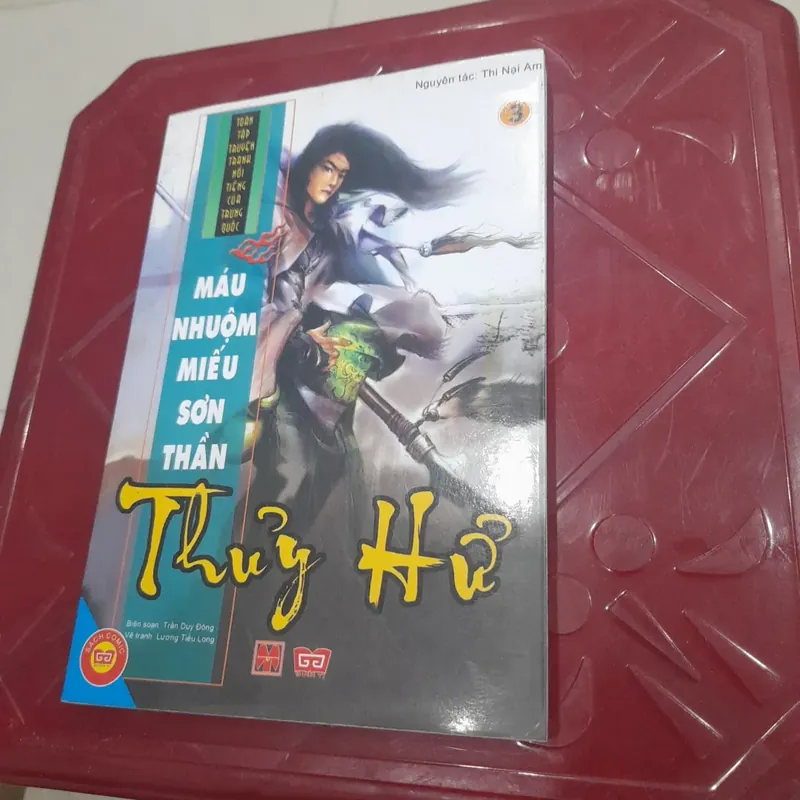 Nguyên tác: Thi Nại Am
3
TOÀN
TẬP
TRUYỆN
TRANH
NỔI
TIẾNG
CỦA
TRUNG
QUỐC
MÁU
NHUỘM
MIẾU
SƠN
THẦN
Thủy Hử
Biên soạn: Trần Duy Đông
Vẽ tranh: Lương Tiểu Long
SÁCH COMIC